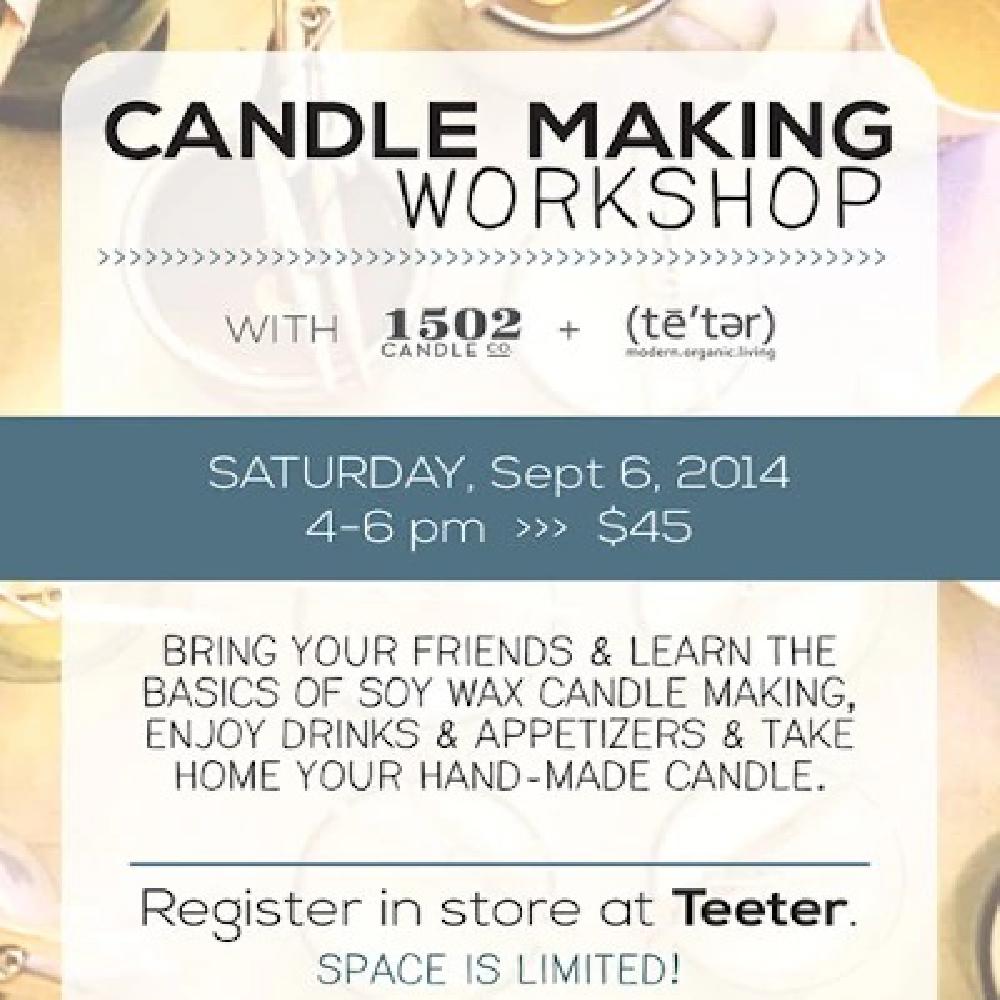 CANDLE MAKING
WORKSHOP
>>>>>>>>>>>>>>>>>>>>>>>>>>>>>>>>>>>>>>>>>>>>>>>>>>
WITH 1502 CANDLE CO. + (tē'tər) modern.organic.living
SATURDAY, Sept 6, 2014
4-6 pm >>> $45
BRING YOUR FRIENDS & LEARN THE
BASICS OF SOY WAX CANDLE MAKING,
ENJOY DRINKS & APPETIZERS & TAKE
HOME YOUR HAND-MADE CANDLE.
Register in store at Teeter.
SPACE IS LIMITED!